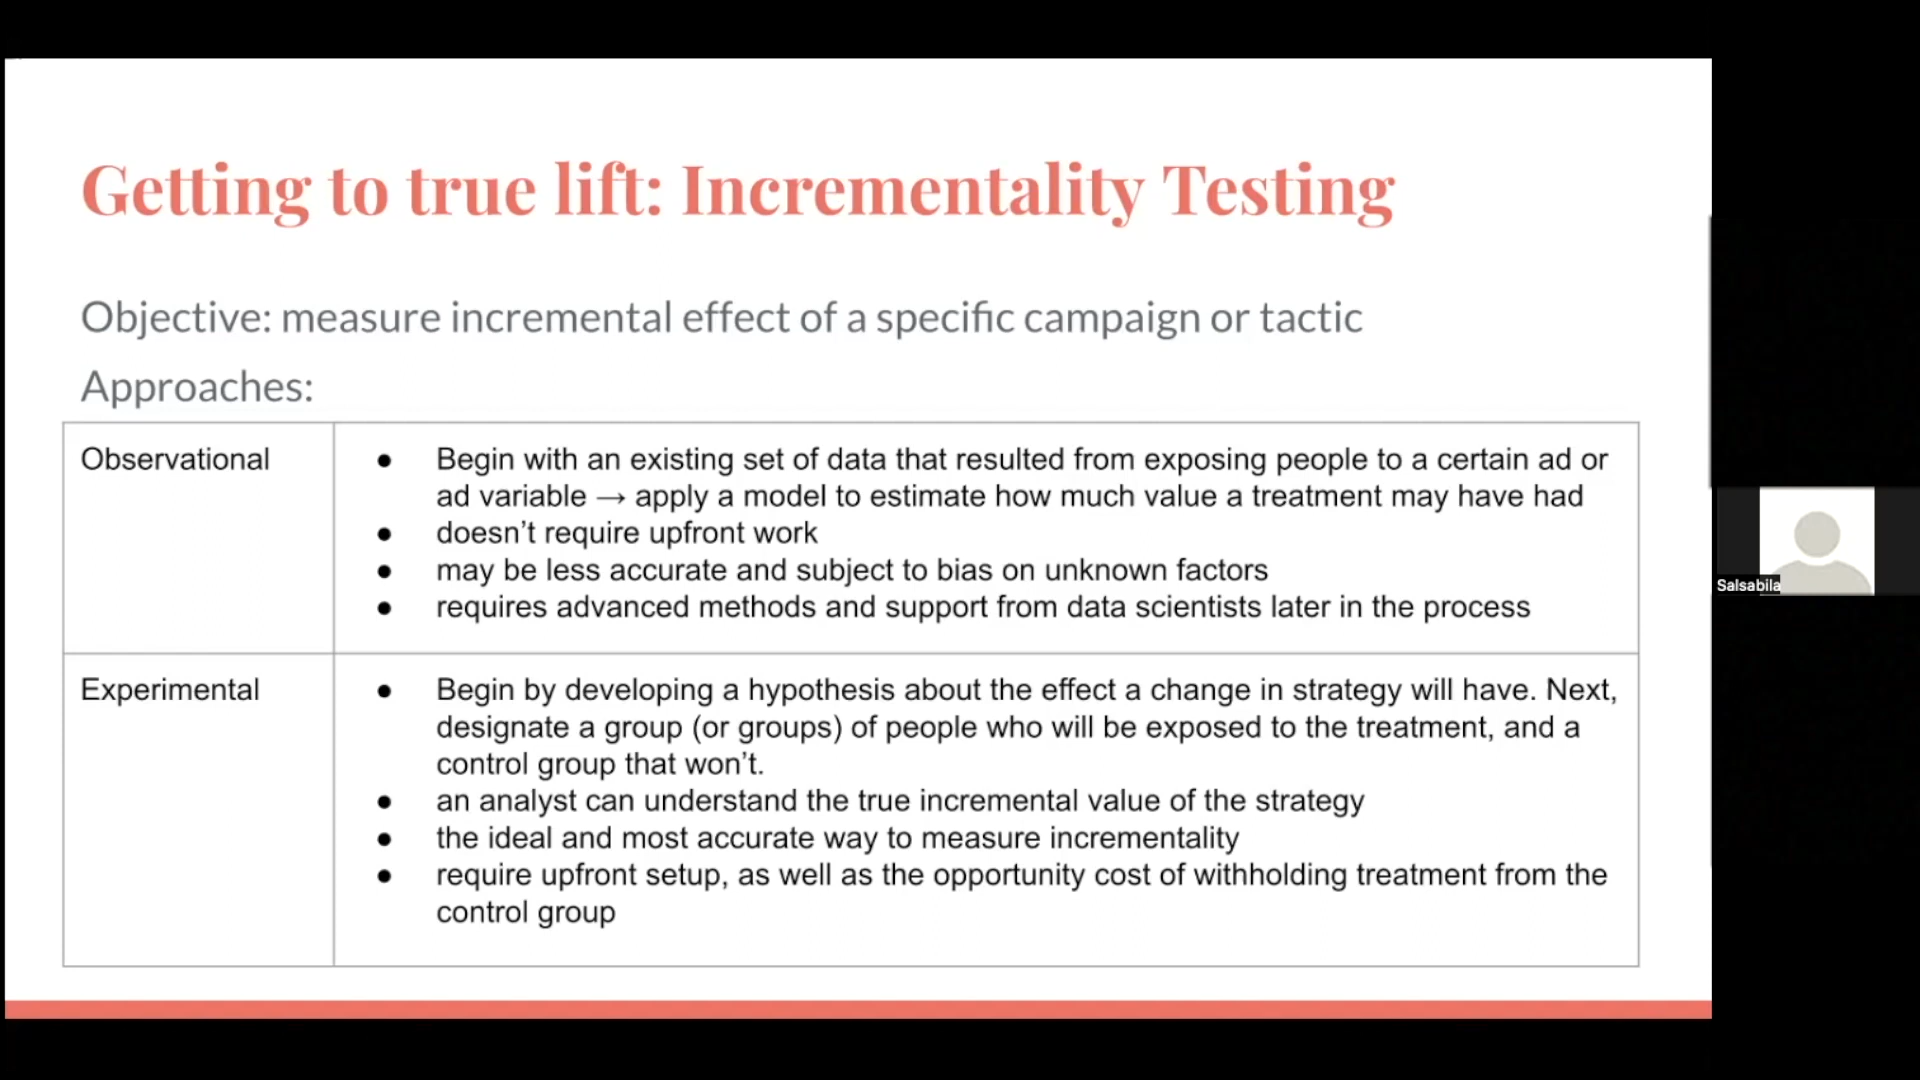 Getting to true lift: Incrementality Testing
Objective: measure incremental effect of a specific campaign or tactic
Approaches:
Observational
● Begin with an existing set of data that resulted from exposing people to a certain ad or
ad variable → apply a model to estimate how much value a treatment may have had
● doesn’t require upfront work
● may be less accurate and subject to bias on unknown factors
● requires advanced methods and support from data scientists later in the process
Experimental
● Begin by developing a hypothesis about the effect a change in strategy will have. Next,
designate a group (or groups) of people who will be exposed to the treatment, and a
control group that won’t.
● an analyst can understand the true incremental value of the strategy
● the ideal and most accurate way to measure incrementality
● require upfront setup, as well as the opportunity cost of withholding treatment from the
control group
Salsabila